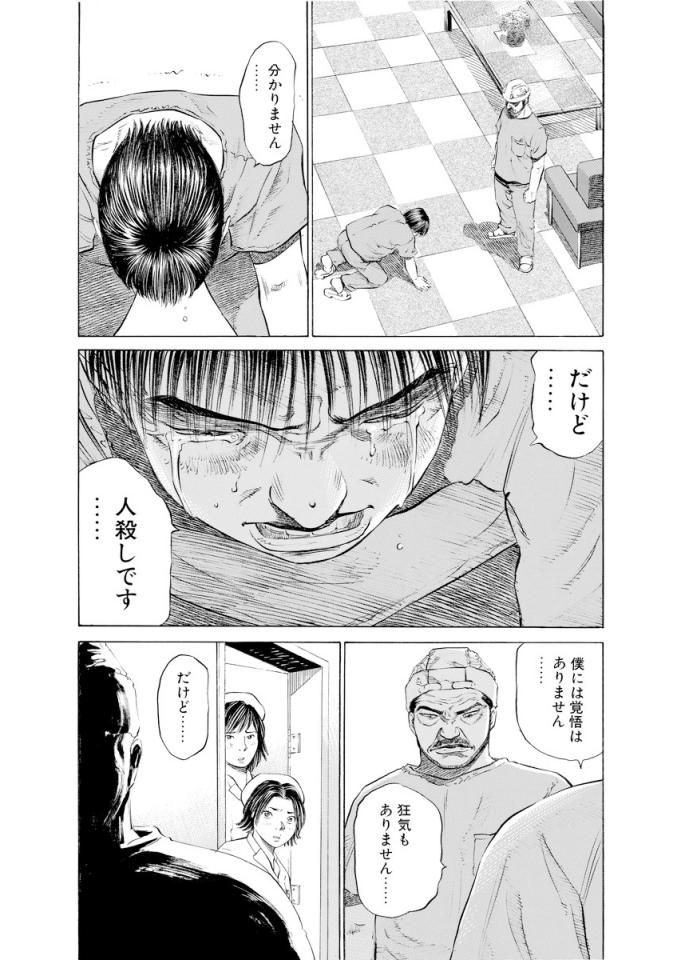 分かりません
……
だけど
……
人殺しです
……
僕には覚悟は
ありません
……
狂気も
ありません……
だけど……